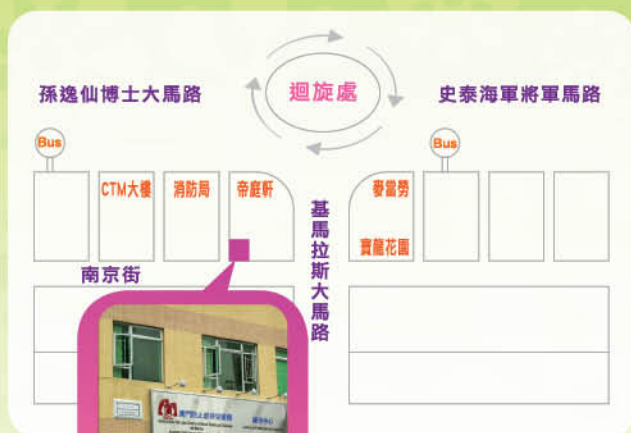 迴旋處
孫逸仙博士大馬路
史泰海軍將軍馬路
Bus
Bus
CTM大樓
消防局
帝庭軒
麥當勞
寶龍花園
基馬拉斯大馬路
南京街